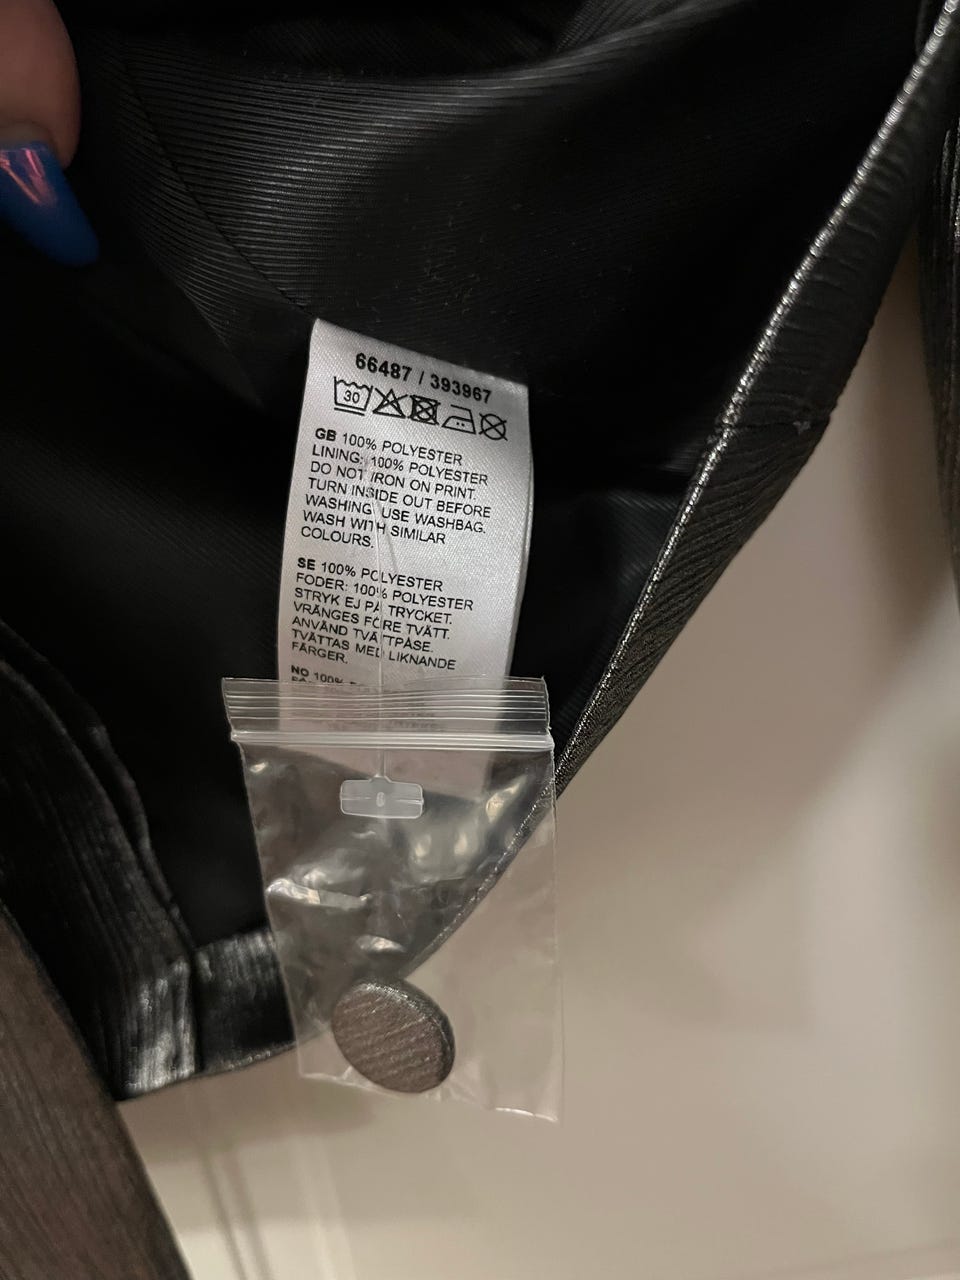 66487 / 393967
30
GB 100% POLYESTER
LINING: 100% POLYESTER
DO NOT IRON ON PRINT.
TURN INSIDE OUT BEFORE
WASHING. USE WASHBAG.
WASH WITH SIMILAR
COLOURS.
SE 100% POLYESTER
FODER: 100% POLYESTER
STRYK EJ PÅ TRYCKET.
VRÄNGES FÖRE TVÄTT.
ANVÄND TVÄTTPÅSE.
TVÄTTAS MED LIKNANDE
FÄRGER.
NO 100%